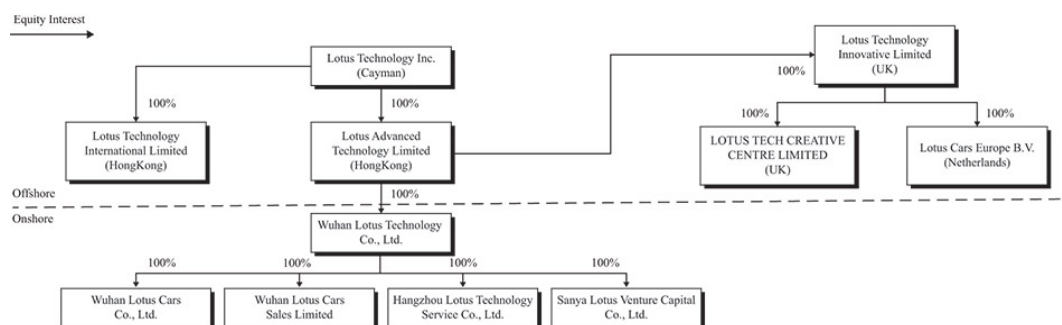 Equity Interest
Lotus Technology Inc.
(Cayman)
Lotus Technology
Innovative Limited
(UK)
100%
100%
100%
Lotus Technology
International Limited
(HongKong)
Lotus Advanced
Technology Limited
(HongKong)
100%
100%
LOTUS TECH CREATIVE
CENTRE LIMITED
(UK)
Lotus Cars Europe B.V.
(Netherlands)
Offshore
100%
Onshore
Wuhan Lotus Technology
Co., Ltd.
100%
100%
100%
100%
Wuhan Lotus Cars
Co., Ltd.
Wuhan Lotus Cars
Sales Limited
Hangzhou Lotus Technology
Service Co., Ltd.
Sanya Lotus Venture Capital
Co., Ltd.